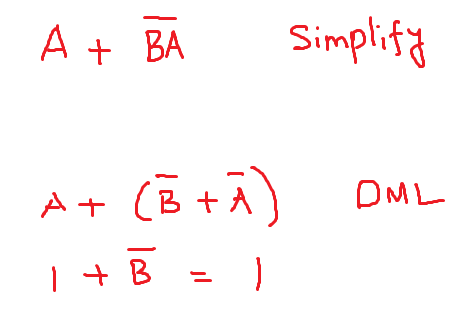 A + B̅A̅ Simplify
A + (B̅ + A̅) DML
1 + B̅ = 1